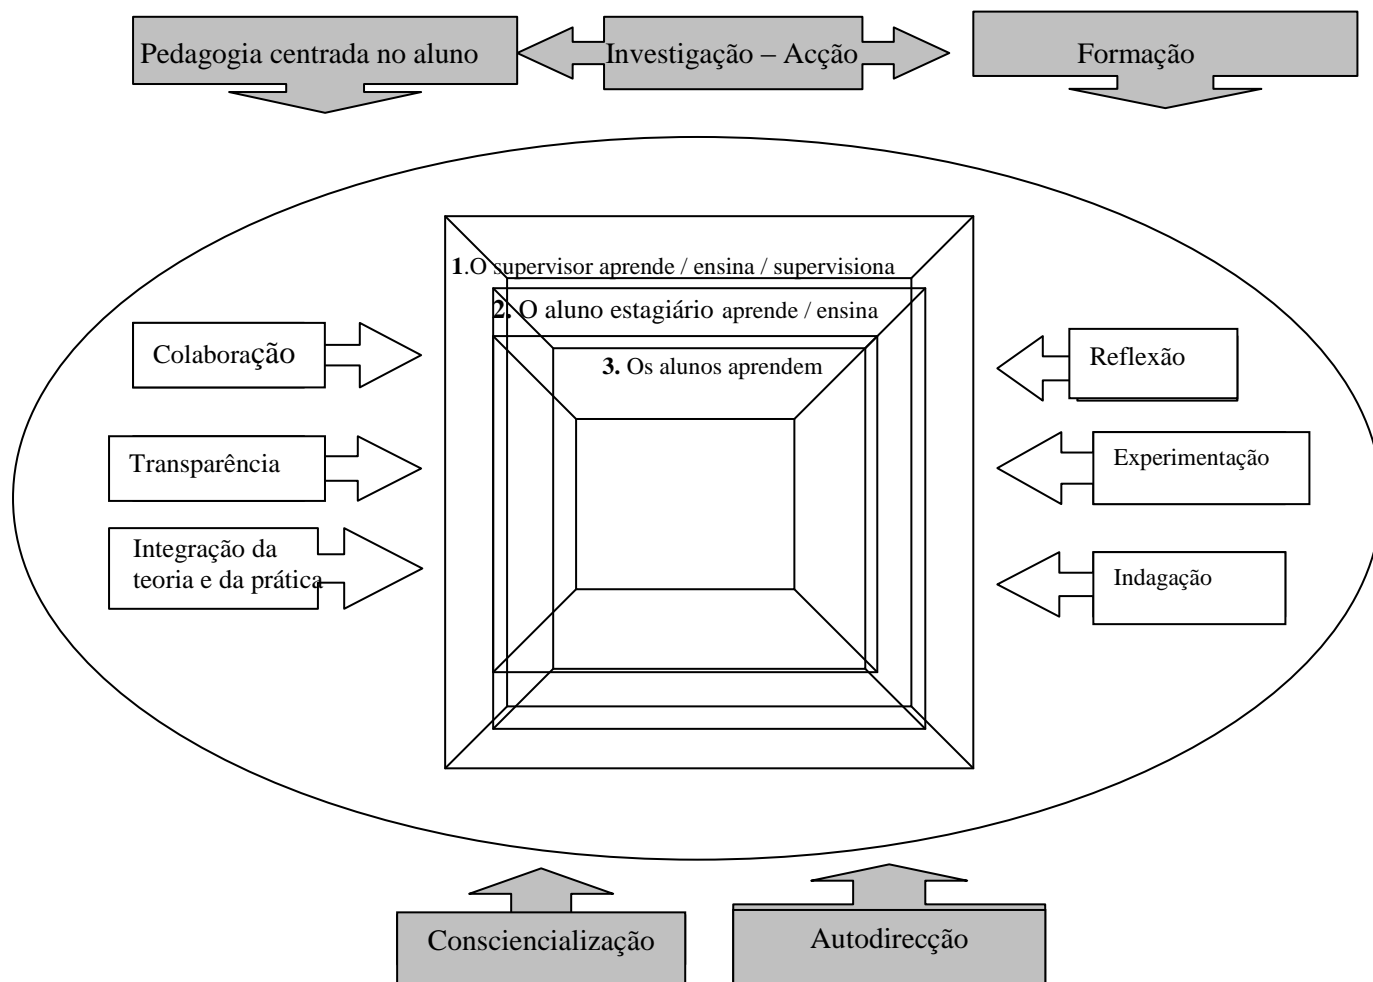 Pedagogia centrada no aluno
Investigação – Acção
Formação
1.O supervisor aprende / ensina / supervisiona
2. O aluno estagiário aprende / ensina
3. Os alunos aprendem
Colaboração
Transparência
Integração da
teoria e da prática
Reflexão
Experimentação
Indagação
Consciencialização
Autodirecção